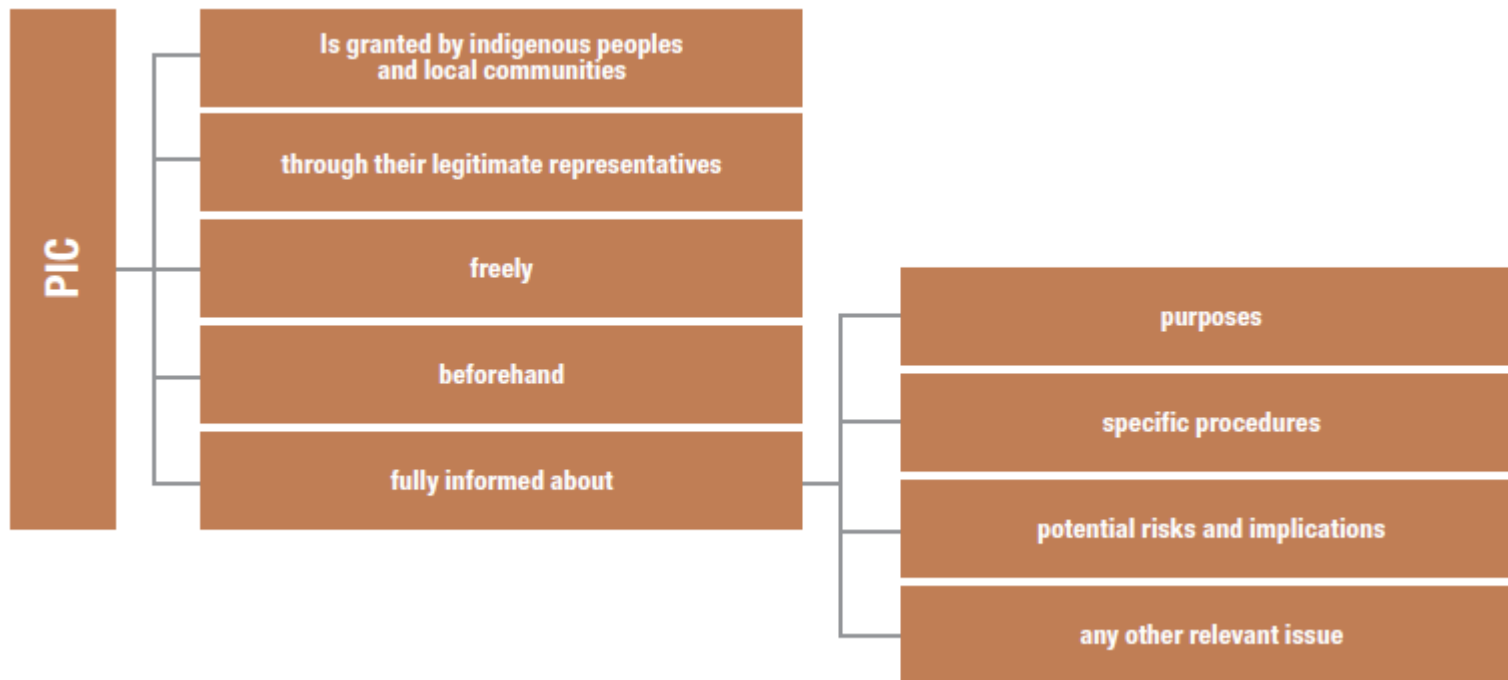 PIC
Is granted by indigenous peoples
and local communities
through their legitimate representatives
freely
beforehand
fully informed about
purposes
specific procedures
potential risks and implications
any other relevant issue